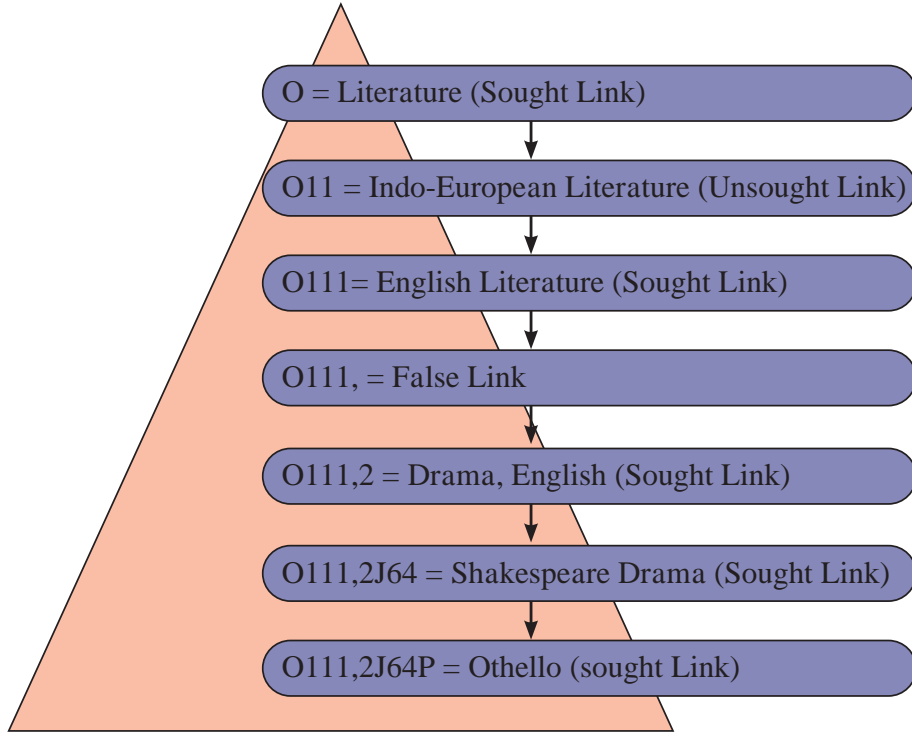 O = Literature (Sought Link)
O11 = Indo-European Literature (Unsought Link)
O111= English Literature (Sought Link)
O111, = False Link
O111,2 = Drama, English (Sought Link)
O111,2J64 = Shakespeare Drama (Sought Link)
O111,2J64P = Othello (sought Link)